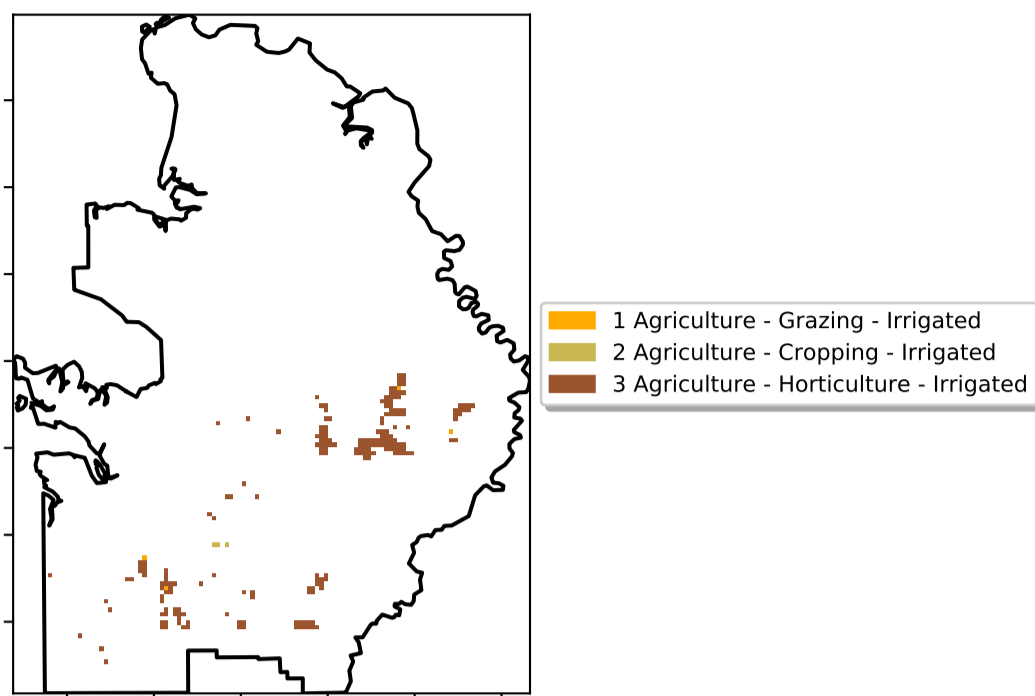 1 Agriculture - Grazing - Irrigated
2 Agriculture - Cropping - Irrigated
3 Agriculture - Horticulture - Irrigated